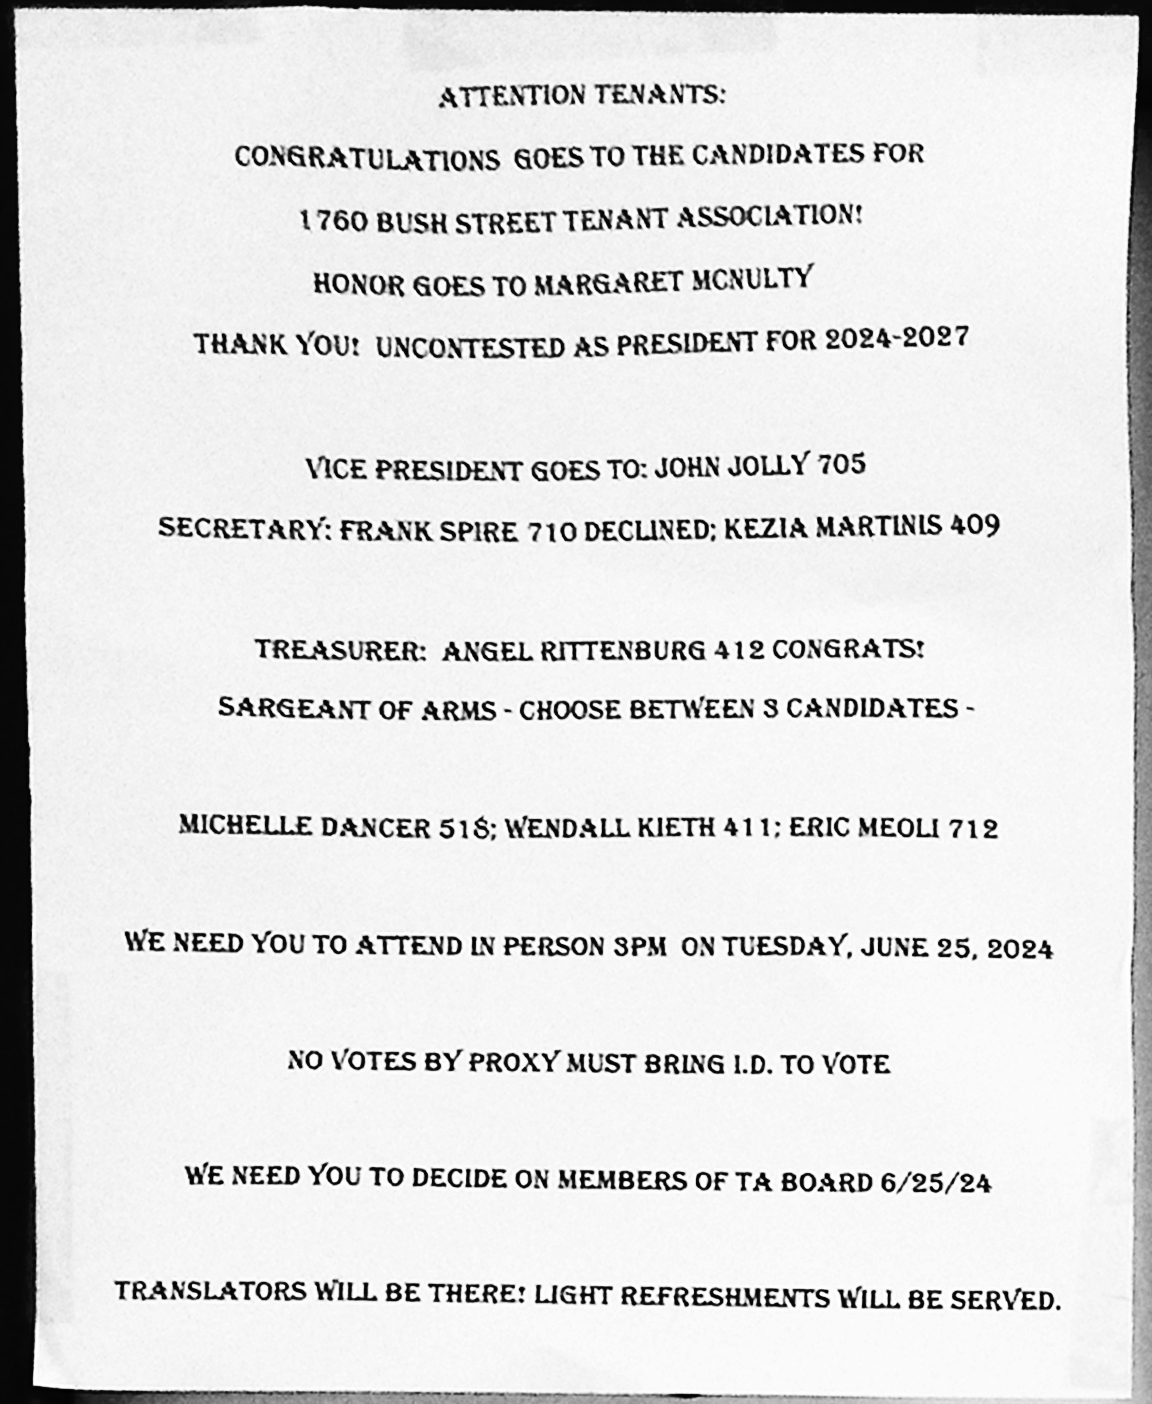 ATTENTION TENANTS:
CONGRATULATIONS GOES TO THE CANDIDATES FOR
1760 BUSH STREET TENANT ASSOCIATION!
HONOR GOES TO MARGARET MCNULTY
THANK YOU! UNCONTESTED AS PRESIDENT FOR 2024-2027
VICE PRESIDENT GOES TO: JOHN JOLLY 705
SECRETARY: FRANK SPIRE 710 DECLINED; KEZIA MARTINIS 409
TREASURER: ANGEL RITTENBURG 412 CONGRATS!
SARGEANT OF ARMS - CHOOSE BETWEEN 3 CANDIDATES -
MICHELLE DANCER ; WENDALL KIETH 411; ERIC MEOLI 712
WE NEED YOU TO ATTEND IN PERSON 3PM ON TUESDAY, JUNE 25, 2024
NO VOTES BY PROXY MUST BRING I.D. TO VOTE
WE NEED YOU TO DECIDE ON MEMBERS OF TA BOARD 6/25/24
TRANSLATORS WILL BE THERE! LIGHT REFRESHMENTS WILL BE SERVED.